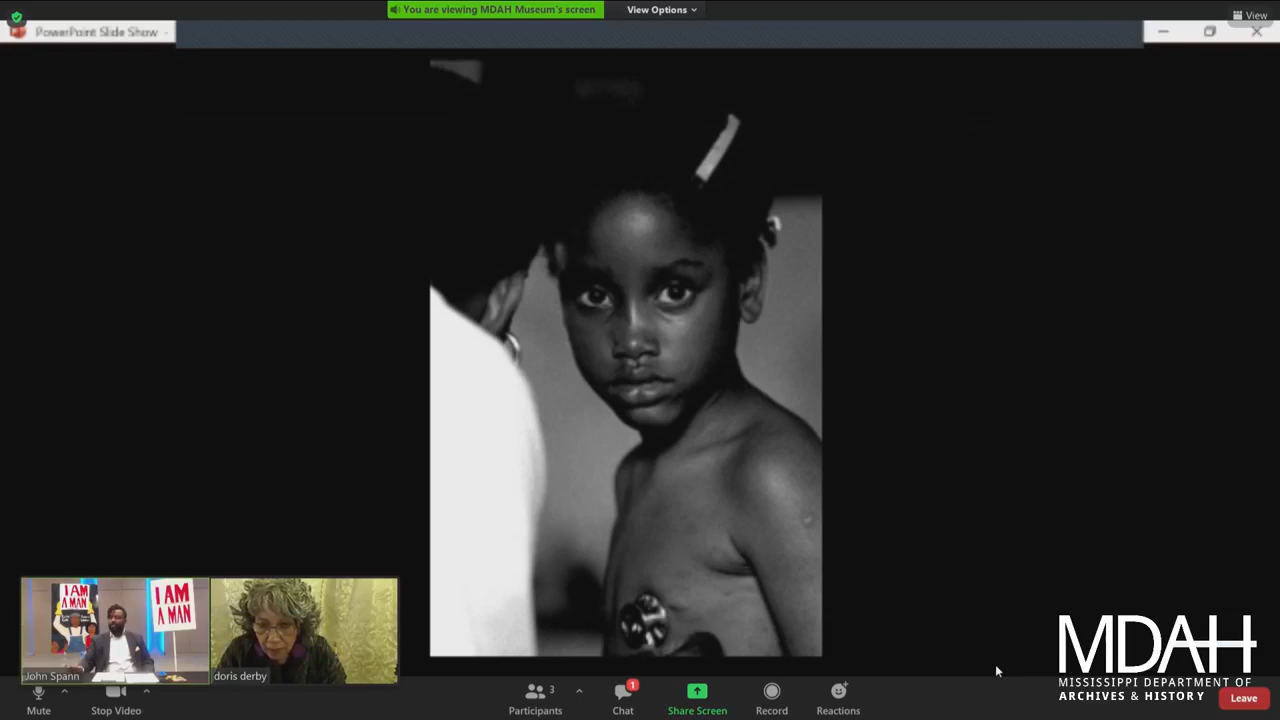 You are viewing MDAH Museum's screen
View Options
View
PowerPoint Slide Show
I AM
A MAN
I AM
A MAN
John Spann
doris derby
MDAH
MISSISSIPPI DEPARTMENT OF
ARCHIVES & HISTORY
Mute
Stop Video
Participants
3
Chat
1
Share Screen
Record
Reactions
Leave